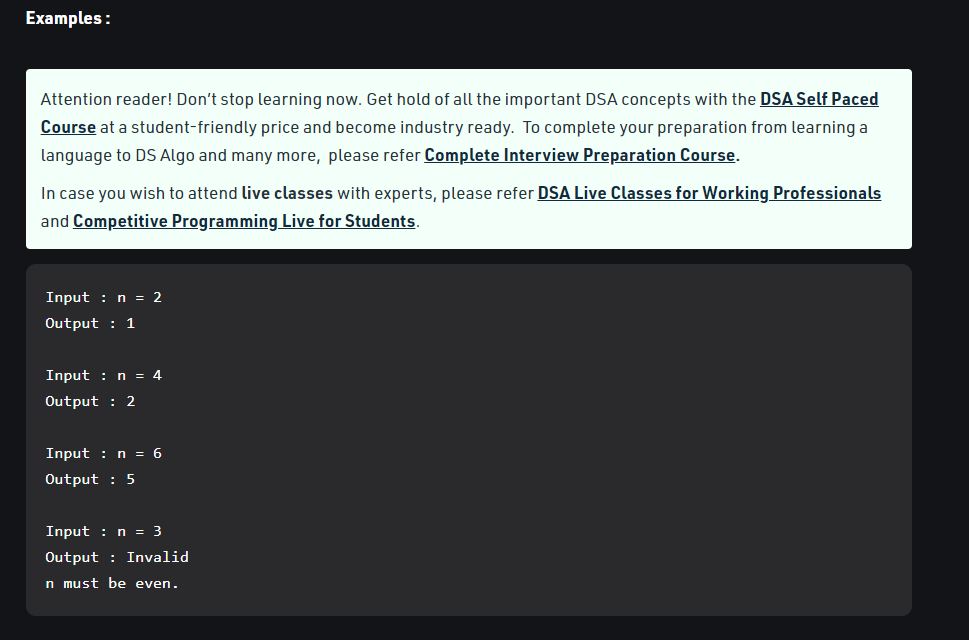 Examples :
Attention reader! Don’t stop learning now. Get hold of all the important DSA concepts with the DSA Self Paced
Course at a student-friendly price and become industry ready.  To complete your preparation from learning a
language to DS Algo and many more,  please refer Complete Interview Preparation Course.
In case you wish to attend live classes with experts, please refer DSA Live Classes for Working Professionals
and Competitive Programming Live for Students.
Input : n = 2
Output : 1
Input : n = 4
Output : 2
Input : n = 6
Output : 5
Input : n = 3
Output : Invalid
n must be even.